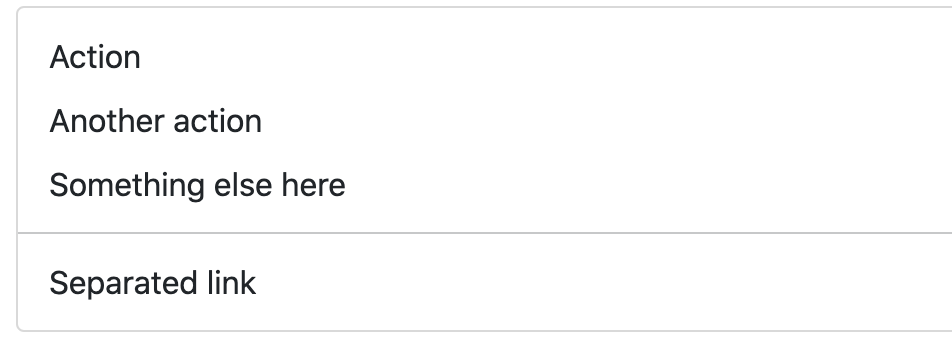 Action
Another action
Something else here
Separated link